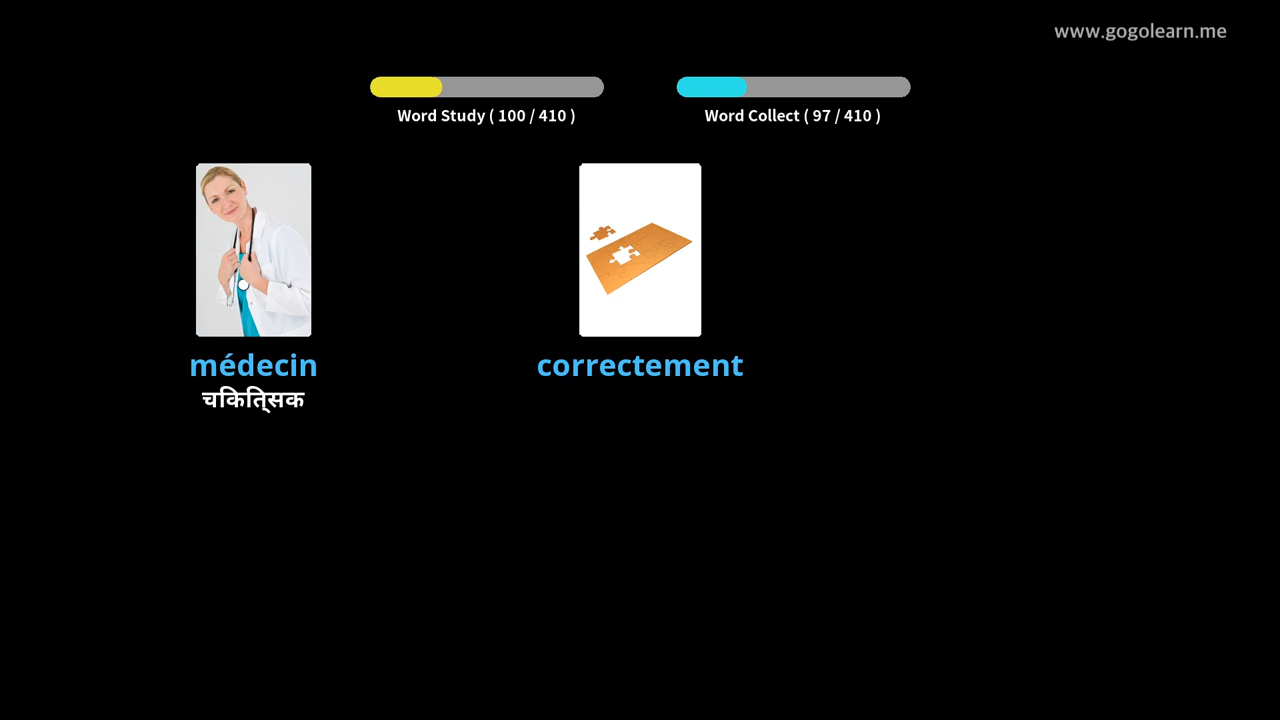 www.gogolearn.me
Word Study ( 100 / 410 )
Word Collect ( 97 / 410 )
médecin
चिकित्सक
correctement